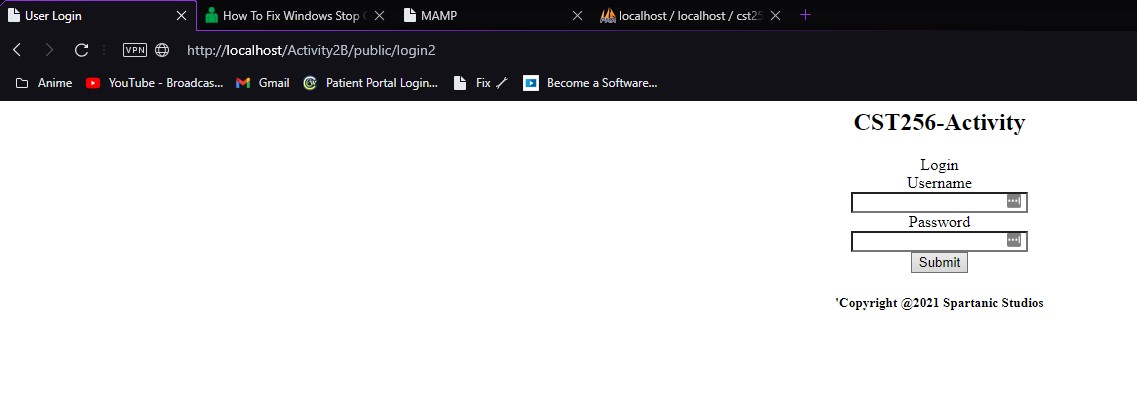 User Login
How To Fix Windows Stop
MAMP
localhost / localhost / cst25
VPN
http://localhost/Activity2B/public/login2
Anime
YouTube - Broadcas...
Gmail
Patient Portal Login...
Fix
Become a Software...
CST256-Activity
Login
Username
Password
Submit
'Copyright @2021 Spartanic Studios